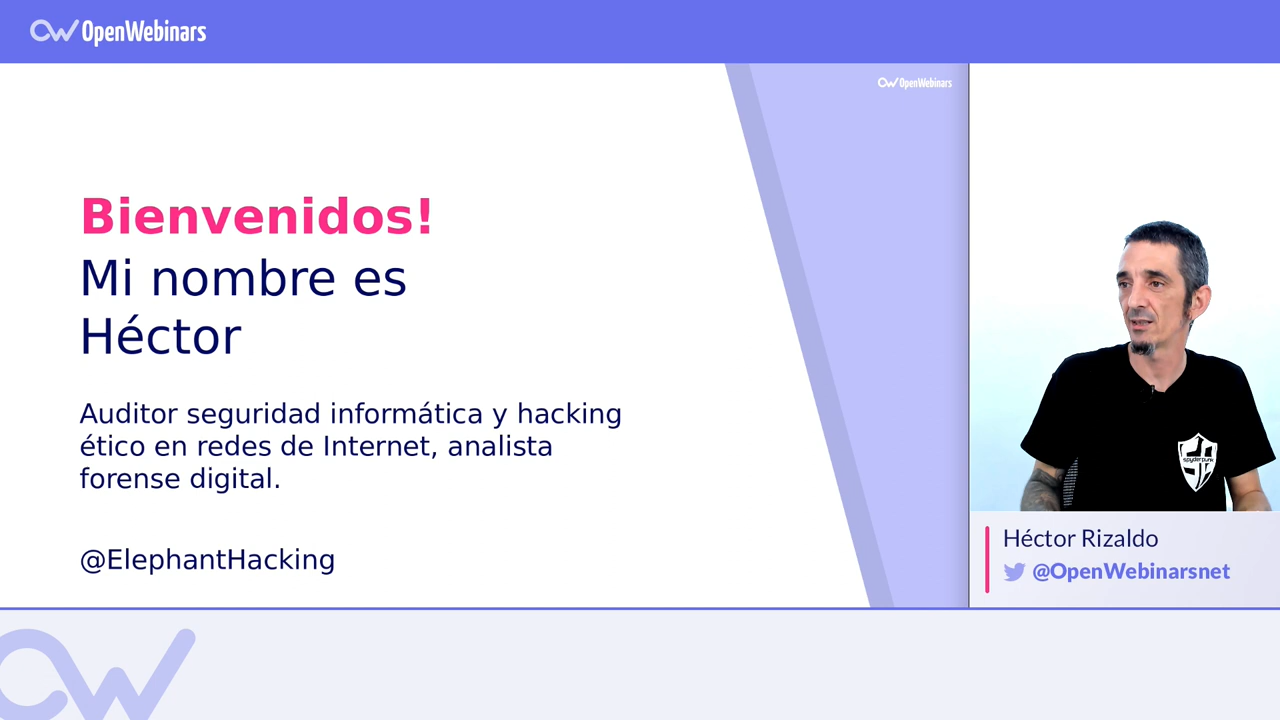 OpenWebinars
OpenWebinars
Bienvenidos!
Mi nombre es
Héctor
Auditor seguridad informática y hacking
ético en redes de Internet, analista
forense digital.
@ElephantHacking
spyderpunk
Héctor Rizaldo
@OpenWebinarsnet